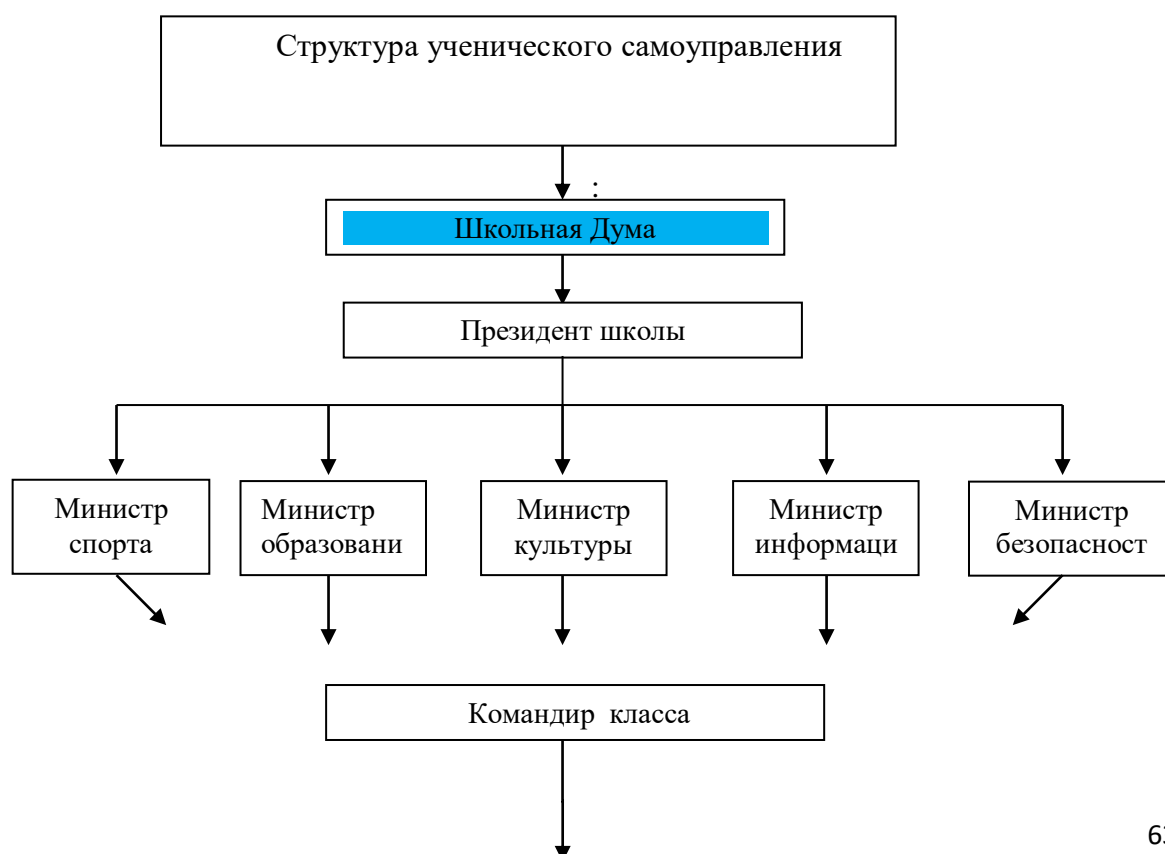 Структура ученического самоуправления
:
Школьная Дума
Президент школы
Министр
спорта
Министр
образовани
Министр
культуры
Министр
информаци
Министр
безопасност
Командир класса
63